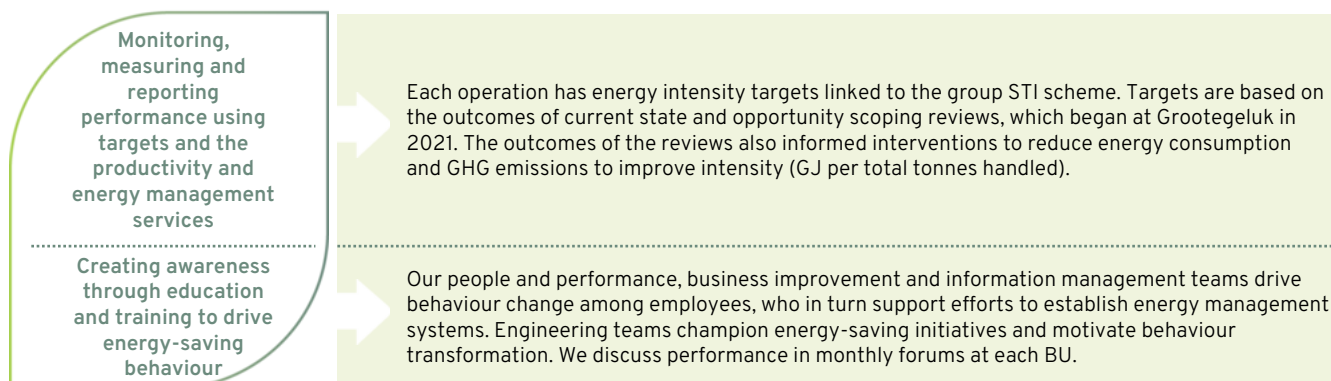 Monitoring,
measuring and
reporting
performance using
targets and the
productivity and
energy management
services
Each operation has energy intensity targets linked to the group STI scheme. Targets are based on
the outcomes of current state and opportunity scoping reviews, which began at Grootegeluk in
2021. The outcomes of the reviews also informed interventions to reduce energy consumption
and GHG emissions to improve intensity (GJ per total tonnes handled).
Creating awareness
through education
and training to drive
energy-saving
behaviour
Our people and performance, business improvement and information management teams drive
behaviour change among employees, who in turn support efforts to establish energy management
systems. Engineering teams champion energy-saving initiatives and motivate behaviour
transformation. We discuss performance in monthly forums at each BU.